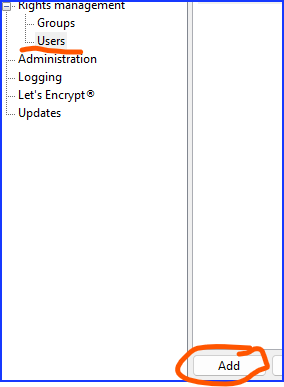 Rights management
Groups
Users
Administration
Logging
Let's Encrypt®
Updates
Add